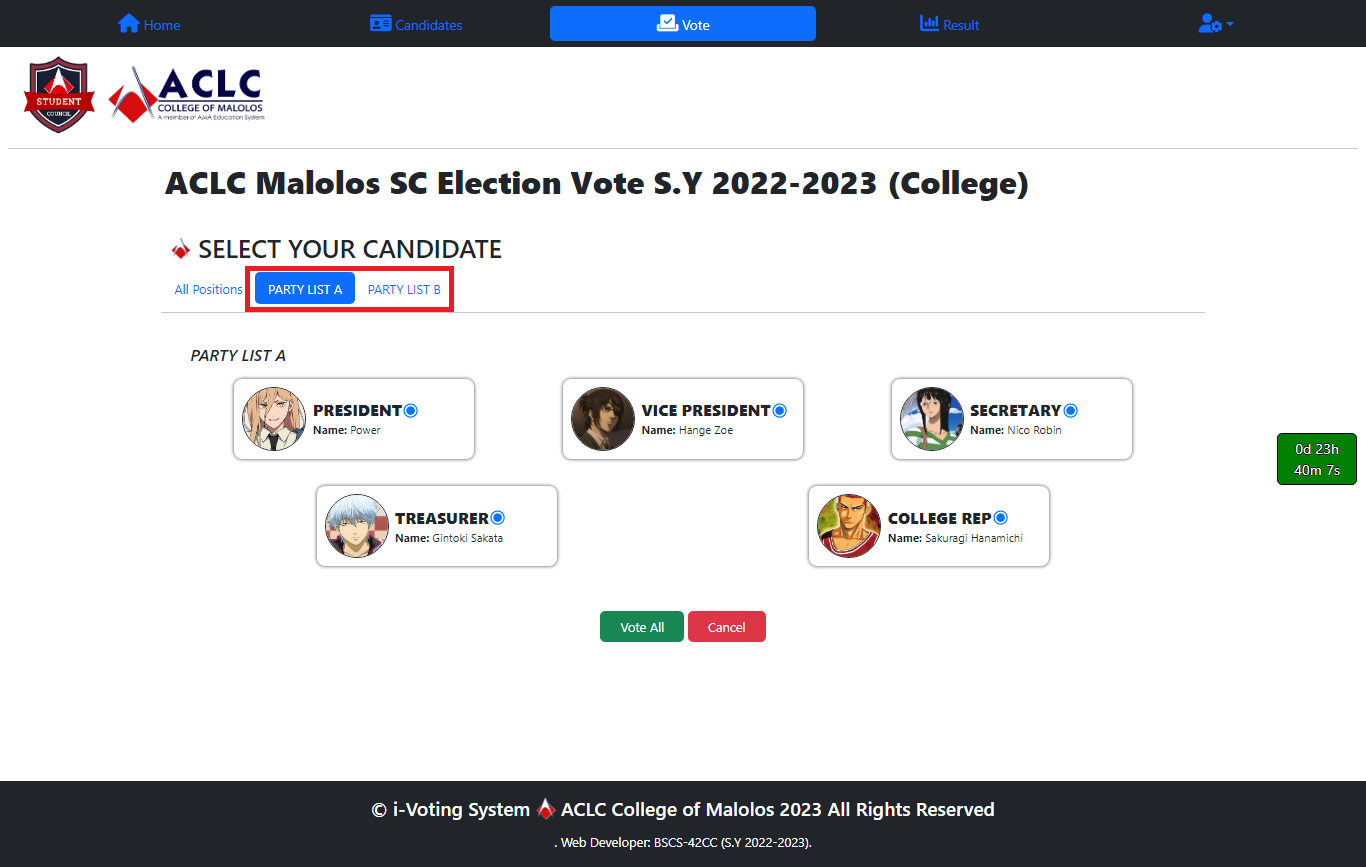 Home Candidates Vote Result
STUDENT
COUNCIL
ACLC
COLLEGE OF MALOLOS
A member of AMA Education System
ACLC Malolos SC Election Vote S.Y 2022-2023 (College)
SELECT YOUR CANDIDATE
All Positions PARTY LIST A PARTY LIST B
PARTY LIST A
PRESIDENT VICE PRESIDENT SECRETARY
Name: Power Name: Hange Zoe Name: Nico Robin
0d 23h
40m 7s
TREASURER COLLEGE REP
Name: Gintoki Sakata Name: Sakuragi Hanamichi
Vote All Cancel
© i-Voting System ACLC College of Malolos 2023 All Rights Reserved
. Web Developer: BSCS-42CC (S.Y 2022-2023).